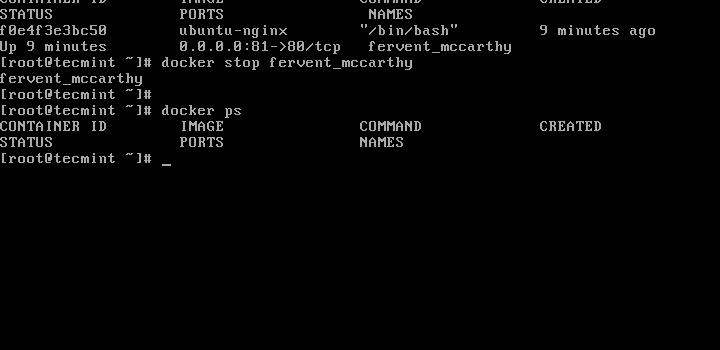 CONTAINER ID IMAGE COMMAND CREATED
STATUS PORTS NAMES
f0e4f3e3bc50 ubuntu-nginx "/bin/bash" 9 minutes ago
Up 9 minutes 0.0.0.0:81->80/tcp fervent_mccarthy
[root@tecmint ~]# docker stop fervent_mccarthy
fervent_mccarthy
[root@tecmint ~]#
[root@tecmint ~]# docker ps
CONTAINER ID IMAGE COMMAND CREATED
STATUS PORTS NAMES
[root@tecmint ~]# _